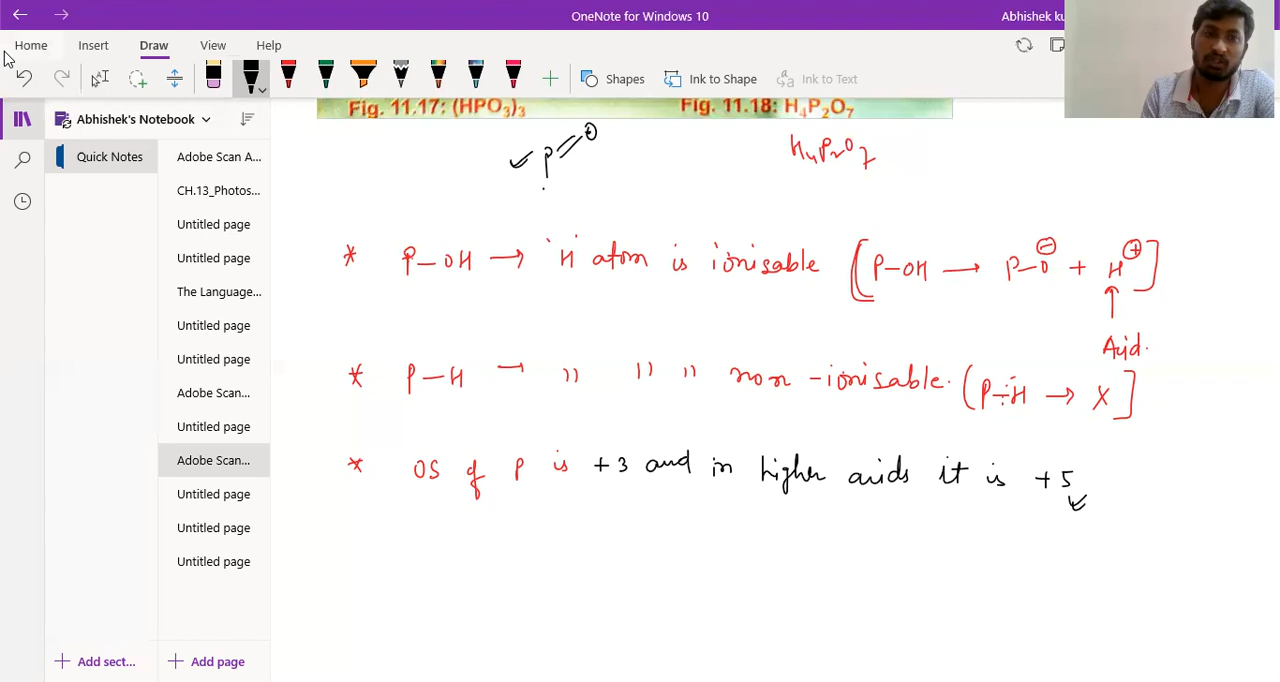 OneNote for Windows 10
Abhishek ku
Home Insert Draw View Help
Shapes Ink to Shape Ink to Text
Abhishek's Notebook
Quick Notes
Adobe Scan A...
CH.13_Photos...
Untitled page
Untitled page
The Language...
Untitled page
Untitled page
Adobe Scan...
Untitled page
Adobe Scan...
Untitled page
Untitled page
Untitled page
Add sect... Add page
Fig. 11.17: (HPO₃)₃ Fig. 11.18: H₄P₂O₇
P=O H₄P₂O₇
* P-OH → 'H' atom is ionisable [P-OH → P-O⊖ + H⊕]
Acid.
* P-H → " " " non-ionisable. (P-H → X]
* OS of P is +3 and in higher acids it is +5